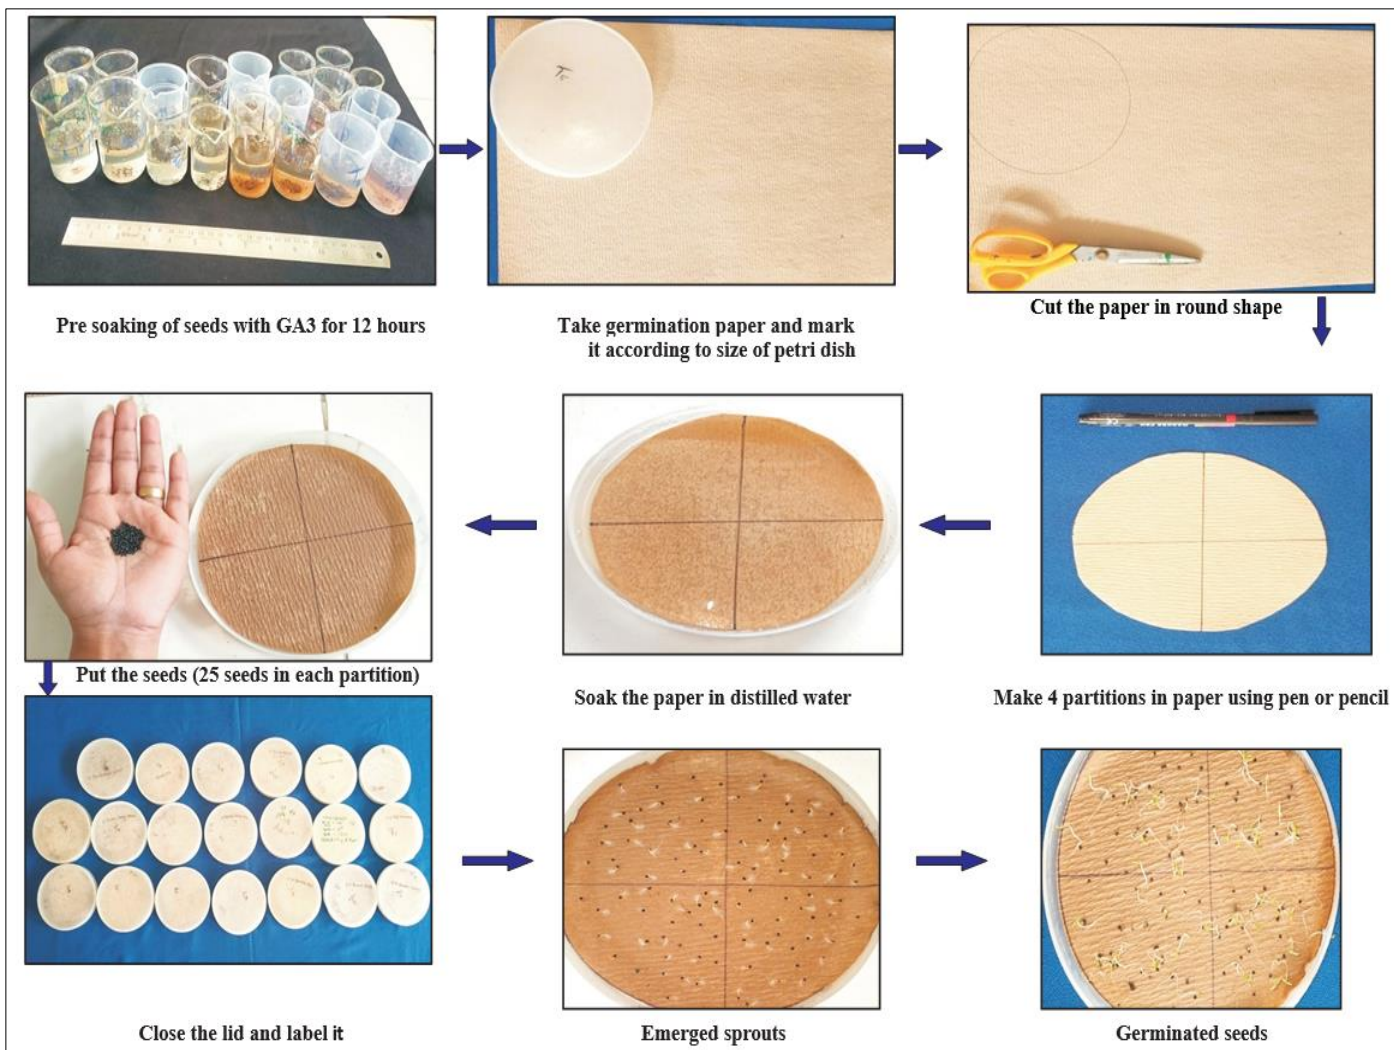 Pre soaking of seeds with GA3 for 12 hours
Take germination paper and mark
it according to size of petri dish
Cut the paper in round shape
Make 4 partitions in paper using pen or pencil
Soak the paper in distilled water
Put the seeds (25 seeds in each partition)
Close the lid and label it
Emerged sprouts
Germinated seeds